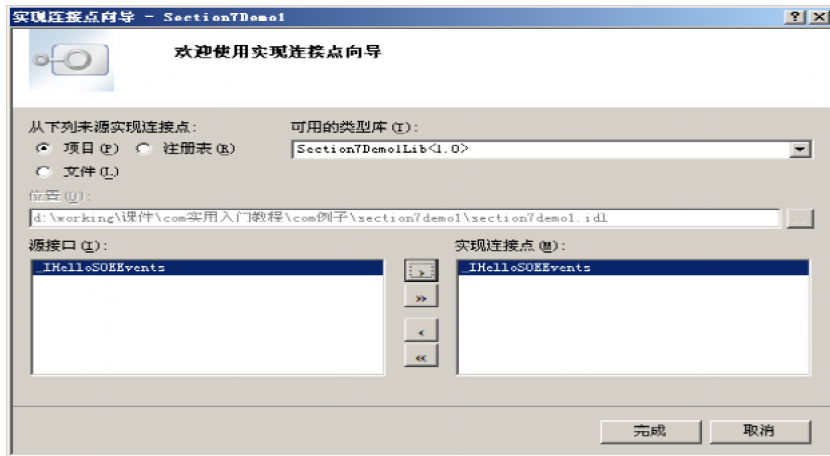 实现连接点向导 - Section7Demo1
欢迎使用实现连接点向导
从下列来源实现连接点:
可用的类型库(T):
项目(P) 注册表(R)
Section7Demo1Lib<1.0>
文件(L)
位置(O):
d:\working\课件\com实用入门教程\com例子\section7demo1\section7demo1.idl
...
源接口(I):
实现连接点(M):
_IHelloSOEEvents
_IHelloSOEEvents
>
>>
<
<<
完成 取消